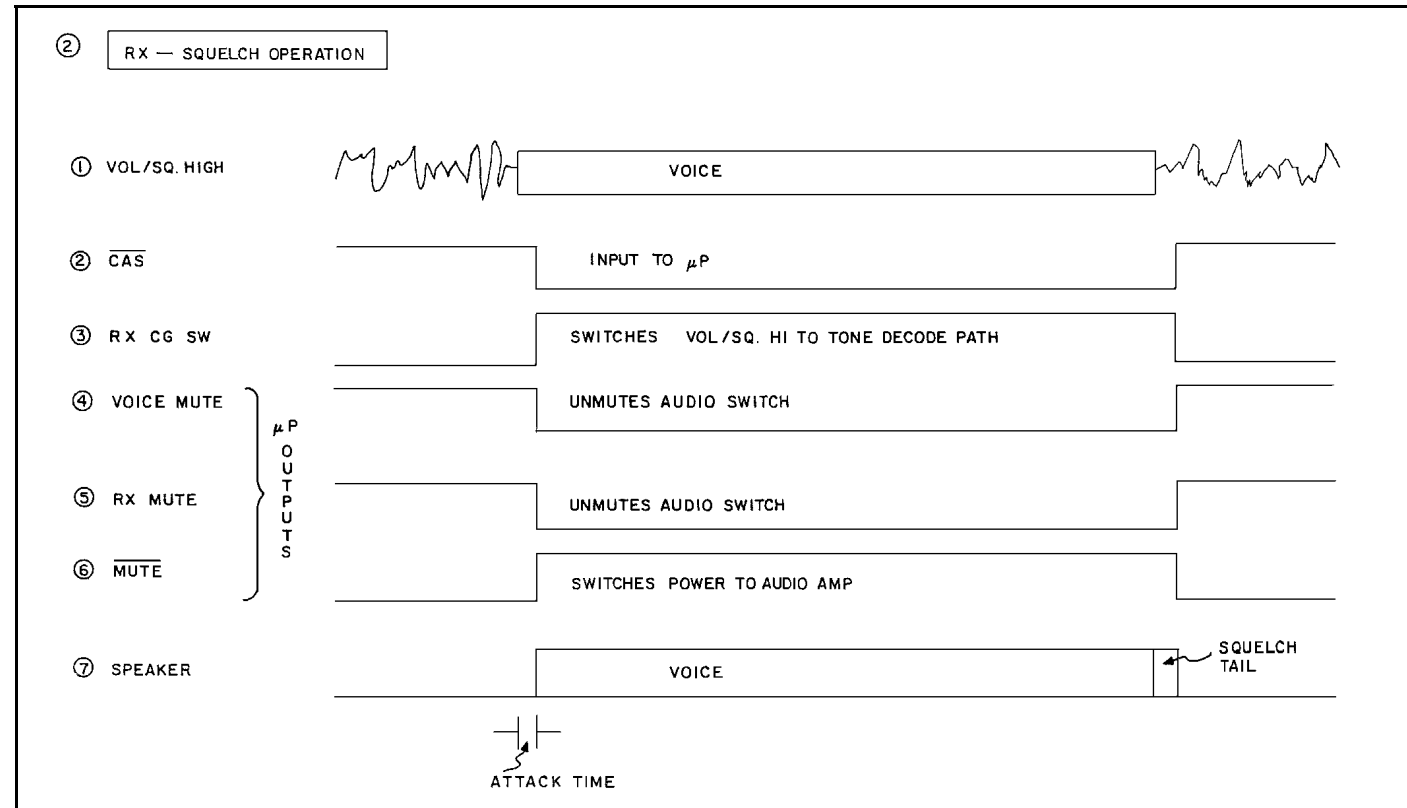 ② RX — SQUELCH OPERATION
① VOL/SQ. HIGH
VOICE
② C̅A̅S̅
INPUT TO μP
③ RX CG SW
SWITCHES VOL/SQ. HI TO TONE DECODE PATH
④ VOICE MUTE
UNMUTES AUDIO SWITCH
μP OUTPUTS
⑤ RX MUTE
UNMUTES AUDIO SWITCH
⑥ M̅U̅T̅E̅
SWITCHES POWER TO AUDIO AMP
⑦ SPEAKER
VOICE
SQUELCH
TAIL
ATTACK TIME